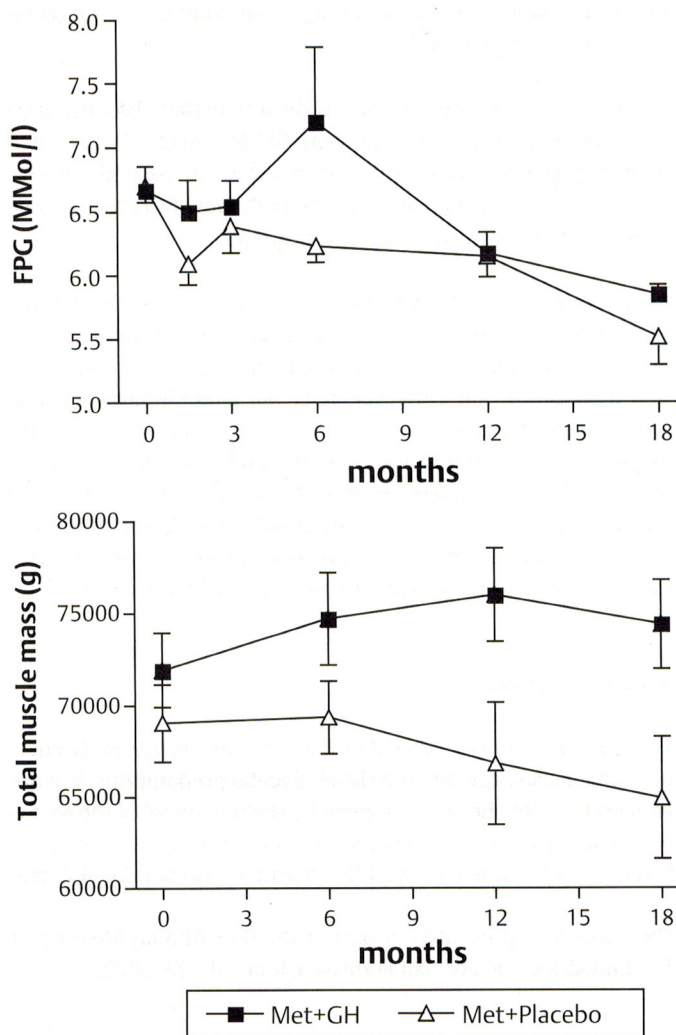 8.0
7.5
7.0
6.5
6.0
5.5
5.0
FPG (MMol/l)
0 3 6 9 12 15 18
months
80000
75000
70000
65000
60000
Total muscle mass (g)
0 3 6 9 12 15 18
months
Met+GH Met+Placebo